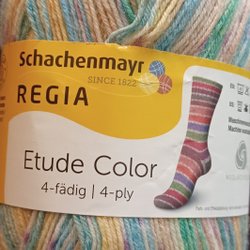 Schachenmayr
SINCE 1822
REGIA
Etude Color
4-fädig | 4-ply